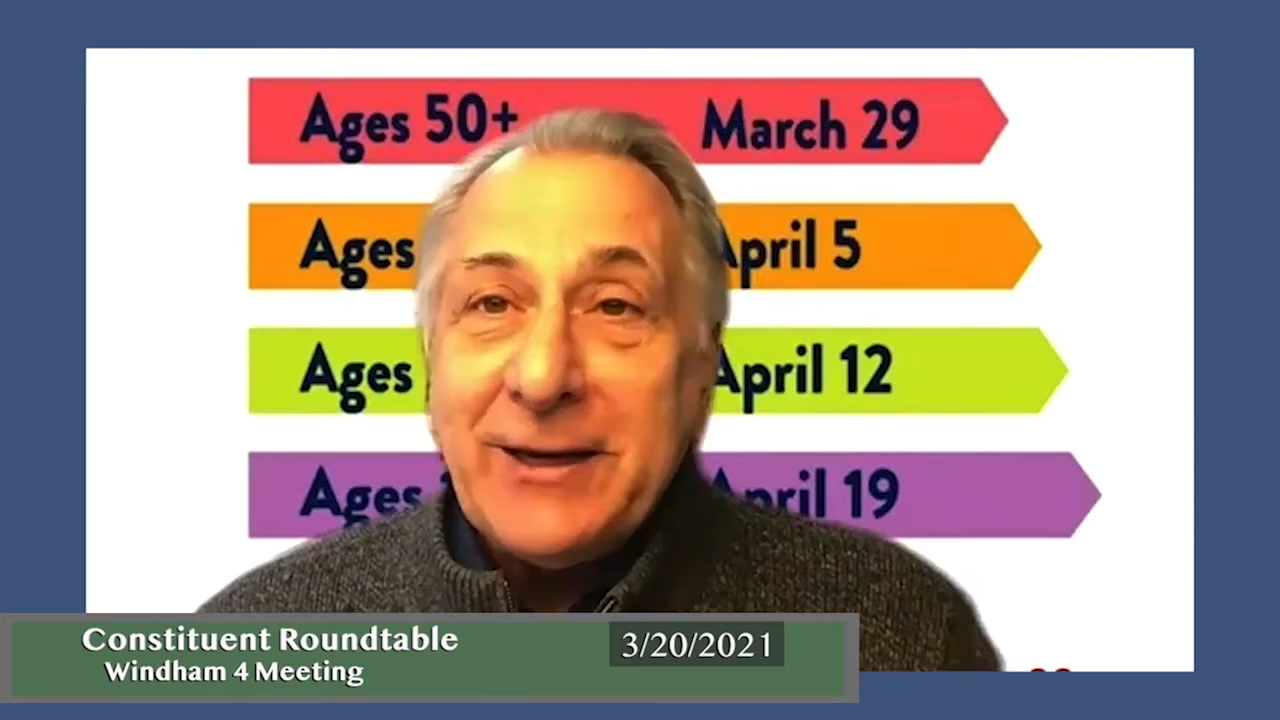 Ages 50+ March 29
Ages April 5
Ages April 12
Ages April 19
Constituent Roundtable 3/20/2021
Windham 4 Meeting